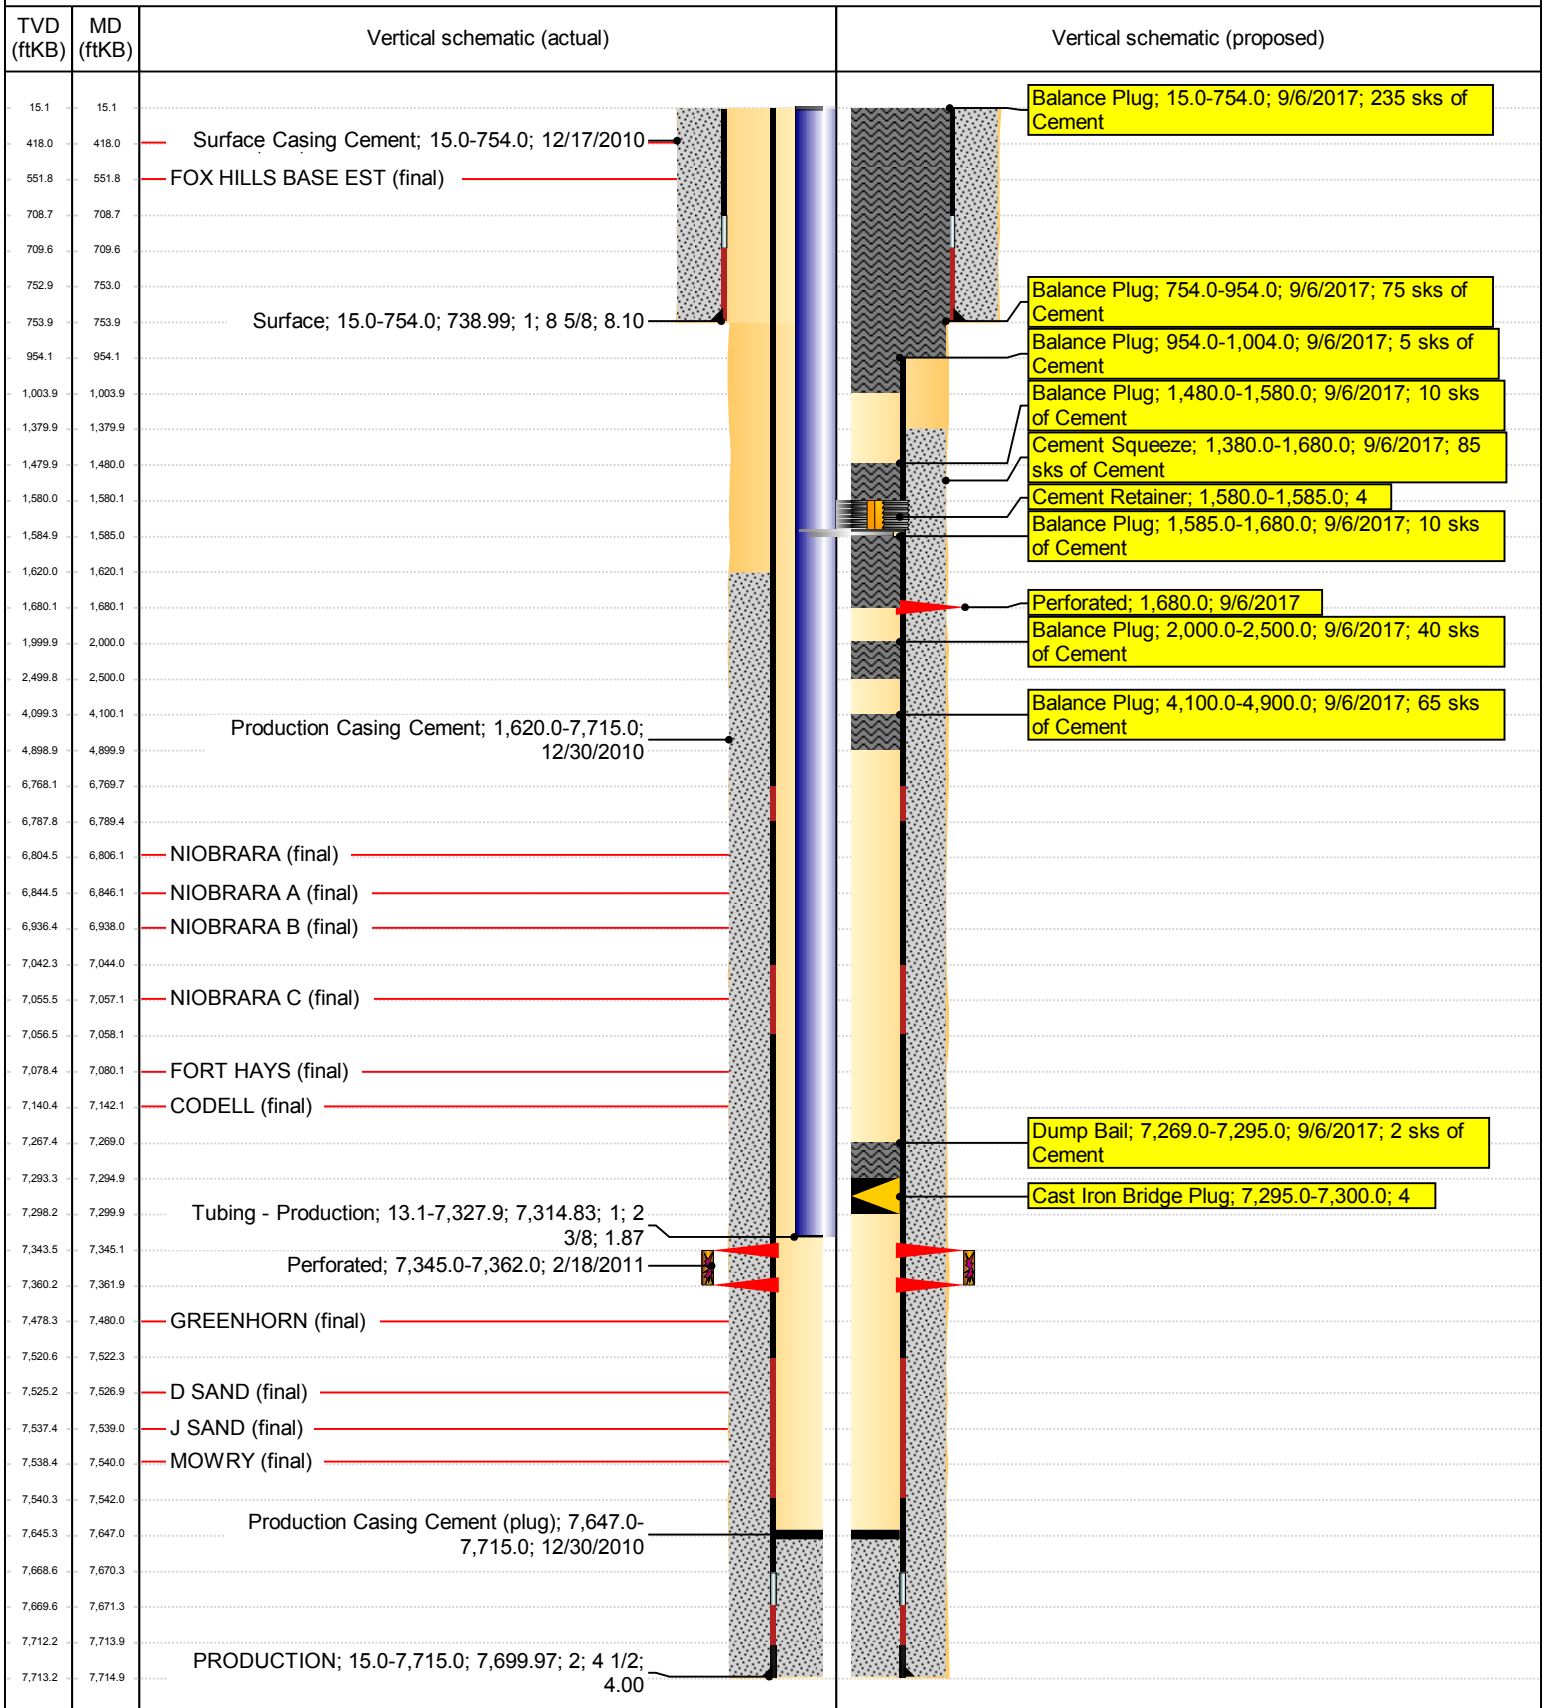 TVD (ftKB)
MD (ftKB)
Vertical schematic (actual)
Vertical schematic (proposed)
15.1 15.1
418.0 418.0
551.8 551.8
708.7 708.7
709.6 709.6
752.9 753.0
753.9 753.9
954.1 954.1
1,003.9 1,003.9
1,379.9 1,379.9
1,479.9 1,480.0
1,580.0 1,580.1
1,584.9 1,585.0
1,620.0 1,620.1
1,680.1 1,680.1
1,999.9 2,000.0
2,499.8 2,500.0
4,099.3 4,100.1
4,898.9 4,899.9
6,768.1 6,769.7
6,787.8 6,789.4
6,804.5 6,806.1
6,844.5 6,846.1
6,936.4 6,938.0
7,042.3 7,044.0
7,055.5 7,057.1
7,056.5 7,058.1
7,078.4 7,080.1
7,140.4 7,142.1
7,267.4 7,269.0
7,293.3 7,294.9
7,298.2 7,299.9
7,343.5 7,345.1
7,360.2 7,361.9
7,478.3 7,480.0
7,520.6 7,522.3
7,525.2 7,526.9
7,537.4 7,539.0
7,538.4 7,540.0
7,540.3 7,542.0
7,645.3 7,647.0
7,668.6 7,670.3
7,669.6 7,671.3
7,712.2 7,713.9
7,713.2 7,714.9
Surface Casing Cement; 15.0-754.0; 12/17/2010
FOX HILLS BASE EST (final)
Surface; 15.0-754.0; 738.99; 1; 8 5/8; 8.10
Production Casing Cement; 1,620.0-7,715.0;
12/30/2010
NIOBRARA (final)
NIOBRARA A (final)
NIOBRARA B (final)
NIOBRARA C (final)
FORT HAYS (final)
CODELL (final)
Tubing - Production; 13.1-7,327.9; 7,314.83; 1; 2
3/8; 1.87
Perforated; 7,345.0-7,362.0; 2/18/2011
GREENHORN (final)
D SAND (final)
J SAND (final)
MOWRY (final)
Production Casing Cement (plug); 7,647.0-
7,715.0; 12/30/2010
PRODUCTION; 15.0-7,715.0; 7,699.97; 2; 4 1/2;
4.00
Balance Plug; 15.0-754.0; 9/6/2017; 235 sks of
Cement
Balance Plug; 754.0-954.0; 9/6/2017; 75 sks of
Cement
Balance Plug; 954.0-1,004.0; 9/6/2017; 5 sks of
Cement
Balance Plug; 1,480.0-1,580.0; 9/6/2017; 10 sks
of Cement
Cement Squeeze; 1,380.0-1,680.0; 9/6/2017; 85
sks of Cement
Cement Retainer; 1,580.0-1,585.0; 4
Balance Plug; 1,585.0-1,680.0; 9/6/2017; 10 sks
of Cement
Perforated; 1,680.0; 9/6/2017
Balance Plug; 2,000.0-2,500.0; 9/6/2017; 40 sks
of Cement
Balance Plug; 4,100.0-4,900.0; 9/6/2017; 65 sks
of Cement
Dump Bail; 7,269.0-7,295.0; 9/6/2017; 2 sks of
Cement
Cast Iron Bridge Plug; 7,295.0-7,300.0; 4